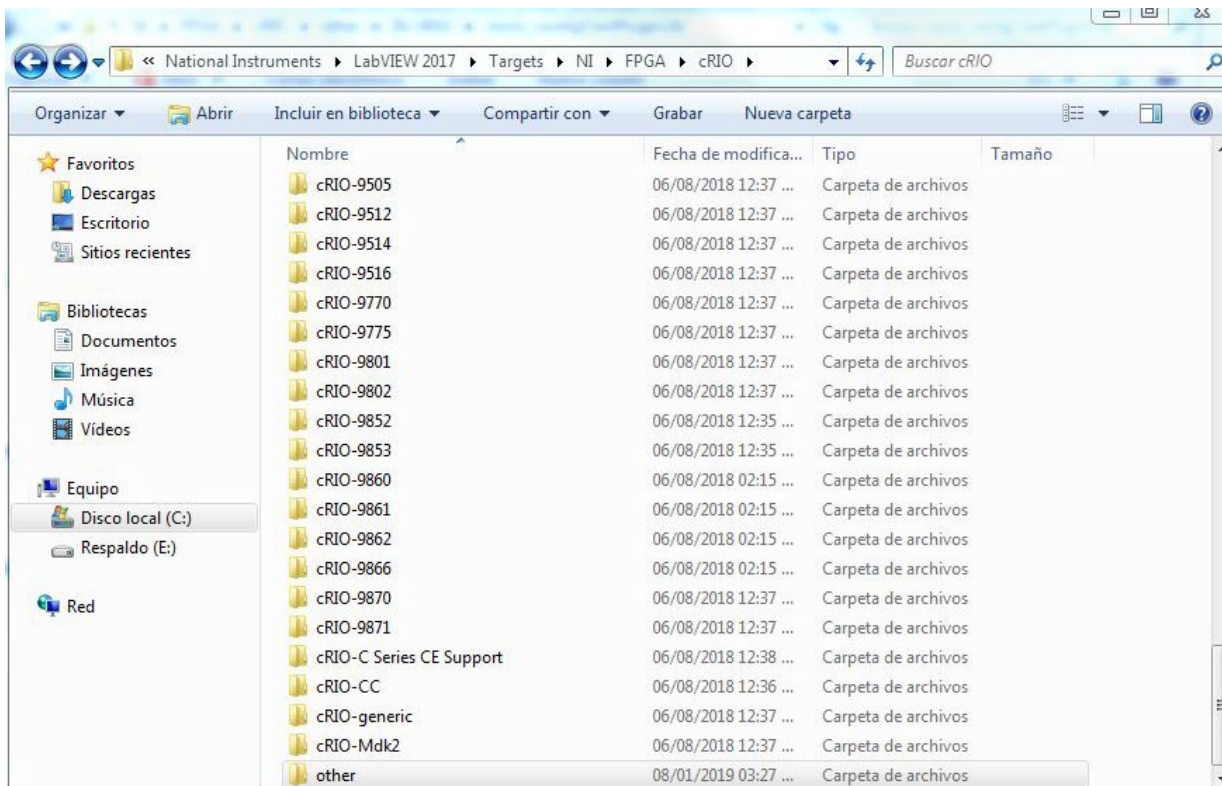 « National Instruments ▸ LabVIEW 2017 ▸ Targets ▸ NI ▸ FPGA ▸ cRIO ▸ Buscar cRIO
Organizar Abrir Incluir en biblioteca Compartir con Grabar Nueva carpeta
Favoritos
Descargas
Escritorio
Sitios recientes
Bibliotecas
Documentos
Imágenes
Música
Vídeos
Equipo
Disco local (C:)
Respaldo (E:)
Red
Nombre Fecha de modifica... Tipo Tamaño
cRIO-9505 06/08/2018 12:37 ... Carpeta de archivos
cRIO-9512 06/08/2018 12:37 ... Carpeta de archivos
cRIO-9514 06/08/2018 12:37 ... Carpeta de archivos
cRIO-9516 06/08/2018 12:37 ... Carpeta de archivos
cRIO-9770 06/08/2018 12:37 ... Carpeta de archivos
cRIO-9775 06/08/2018 12:37 ... Carpeta de archivos
cRIO-9801 06/08/2018 12:37 ... Carpeta de archivos
cRIO-9802 06/08/2018 12:37 ... Carpeta de archivos
cRIO-9852 06/08/2018 12:35 ... Carpeta de archivos
cRIO-9853 06/08/2018 12:35 ... Carpeta de archivos
cRIO-9860 06/08/2018 02:15 ... Carpeta de archivos
cRIO-9861 06/08/2018 02:15 ... Carpeta de archivos
cRIO-9862 06/08/2018 02:15 ... Carpeta de archivos
cRIO-9866 06/08/2018 02:15 ... Carpeta de archivos
cRIO-9870 06/08/2018 12:37 ... Carpeta de archivos
cRIO-9871 06/08/2018 12:37 ... Carpeta de archivos
cRIO-C Series CE Support 06/08/2018 12:38 ... Carpeta de archivos
cRIO-CC 06/08/2018 12:36 ... Carpeta de archivos
cRIO-generic 06/08/2018 12:37 ... Carpeta de archivos
cRIO-Mdk2 06/08/2018 12:37 ... Carpeta de archivos
other 08/01/2019 03:27 ... Carpeta de archivos